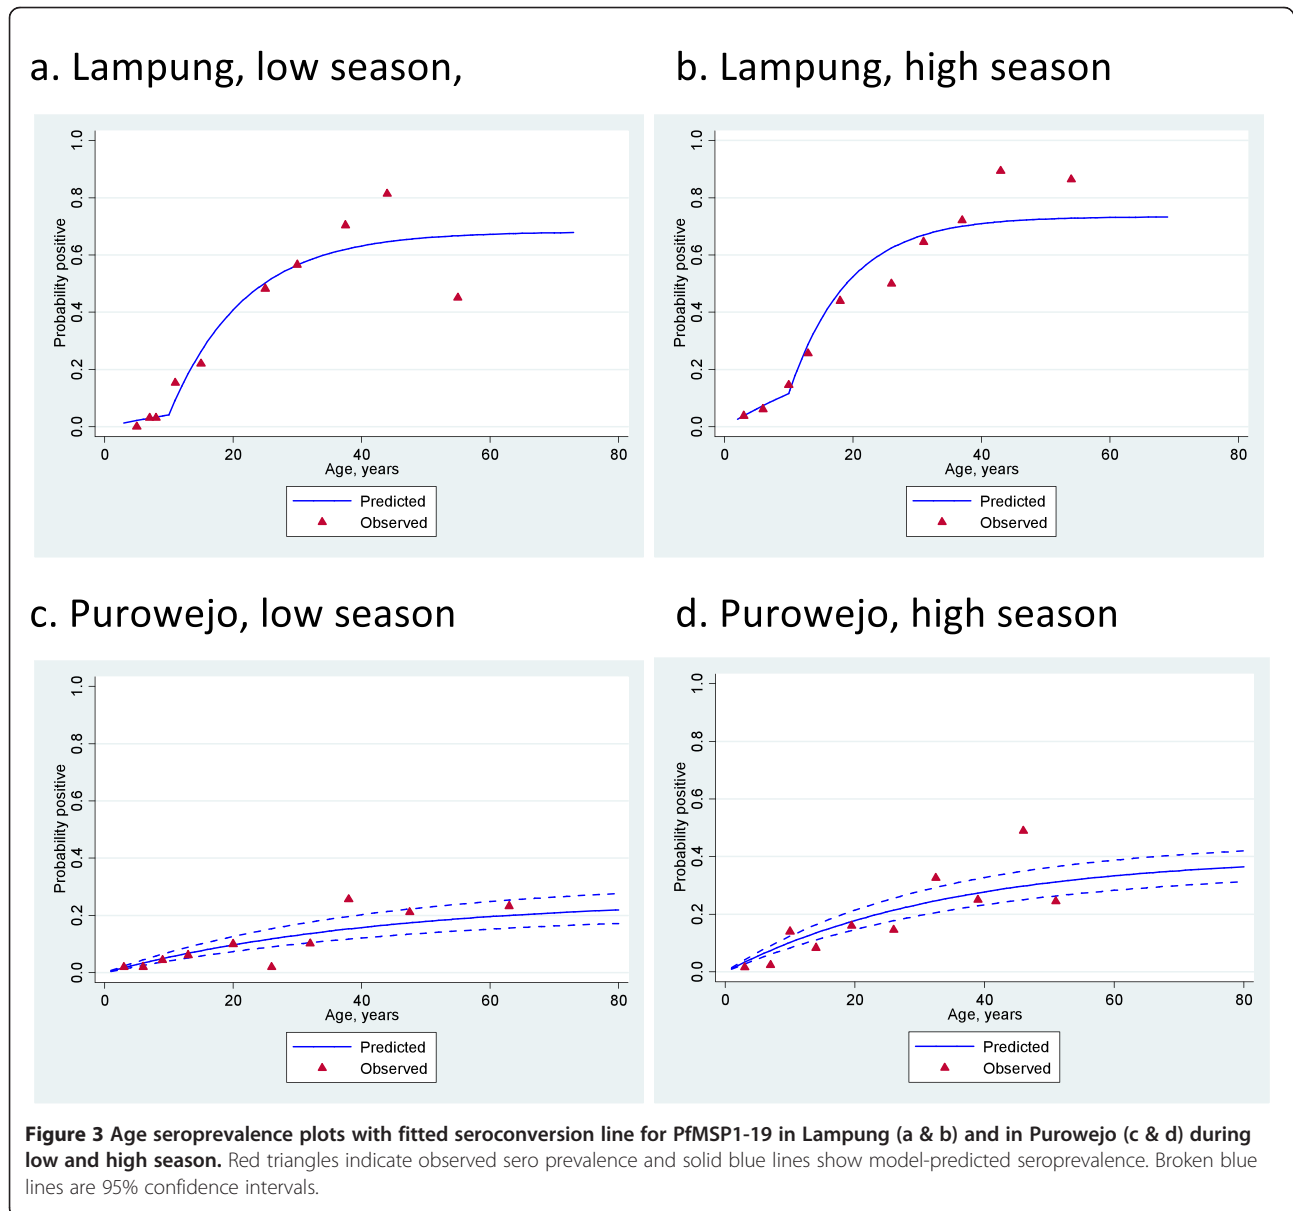 a. Lampung, low season,
b. Lampung, high season
Probability positive
1.0
0.8
0.6
0.4
0.2
0.0
0
20
40
60
80
Age, years
Predicted
Observed
Probability positive
1.0
0.8
0.6
0.4
0.2
0.0
0
20
40
60
80
Age, years
Predicted
Observed
c. Purowejo, low season
d. Purowejo, high season
Probability positive
1.0
0.8
0.6
0.4
0.2
0.0
0
20
40
60
80
Age, years
Predicted
Observed
Probability positive
1.0
0.8
0.6
0.4
0.2
0.0
0
20
40
60
80
Age, years
Predicted
Observed
Figure 3 Age seroprevalence plots with fitted seroconversion line for PfMSP1-19 in Lampung (a & b) and in Purowejo (c & d) during
low and high season. Red triangles indicate observed sero prevalence and solid blue lines show model-predicted seroprevalence. Broken blue
lines are 95% confidence intervals.